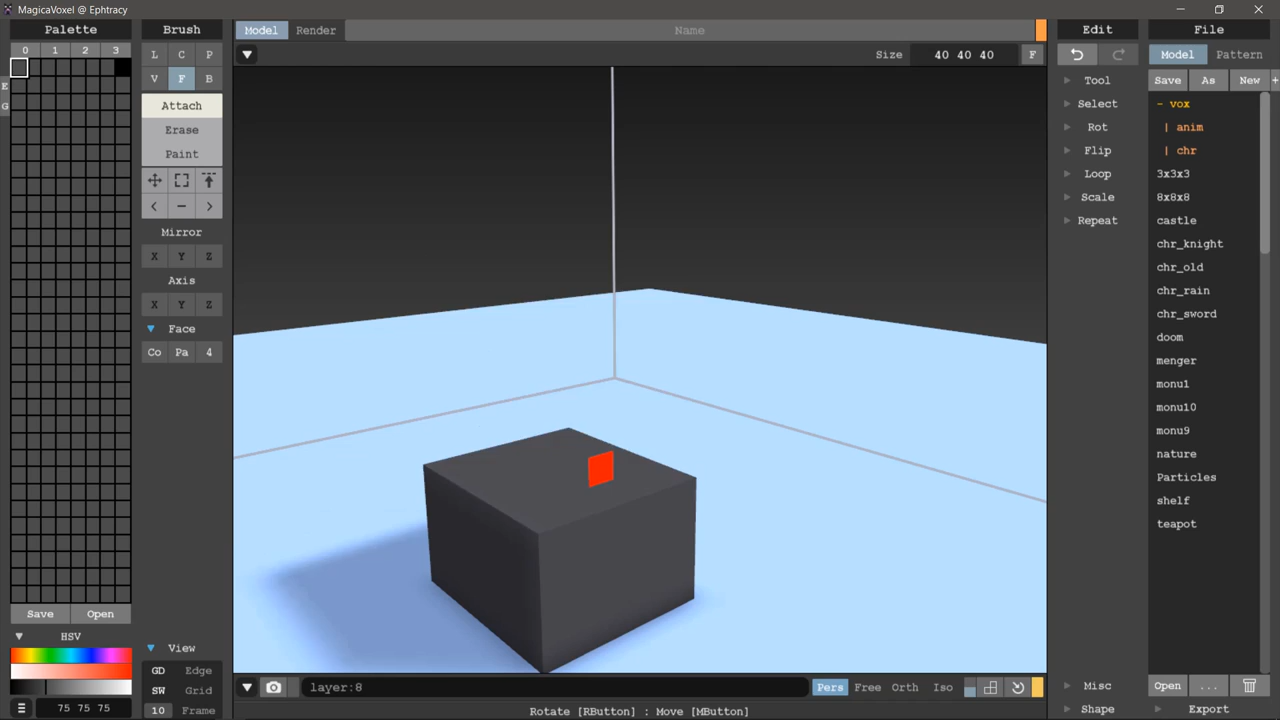 MagicaVoxel @ Ephtracy
Palette
0 1 2 3
E
G
Save Open
HSV
75 75 75
Brush
L C P
V F B
Attach
Erase
Paint
< - >
Mirror
X Y Z
Axis
X Y Z
Face
Co Pa 4
View
GD Edge
SW Grid
10 Frame
Model Render Name
Size 40 40 40 F
layer:8 Pers Free Orth Iso
Rotate [RButton] : Move [MButton]
Edit
Tool
Select
Rot
Flip
Loop
Scale
Repeat
Misc
Shape
File
Model Pattern
Save As New +
- vox
| anim
| chr
3x3x3
8x8x8
castle
chr_knight
chr_old
chr_rain
chr_sword
doom
menger
monu1
monu10
monu9
nature
Particles
shelf
teapot
Open ...
Export